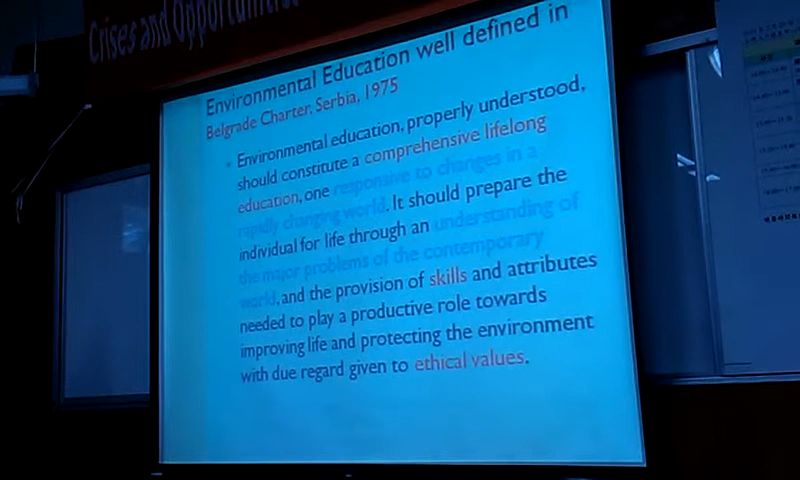 Crises and Opportunities
Environmental Education well defined in
Belgrade Charter, Serbia, 1975
Environmental education, properly understood,
should constitute a comprehensive lifelong
education, one responsive to changes in a
rapidly changing world. It should prepare the
individual for life through an understanding of
the major problems of the contemporary
world, and the provision of skills and attributes
needed to play a productive role towards
improving life and protecting the environment
with due regard given to ethical values.